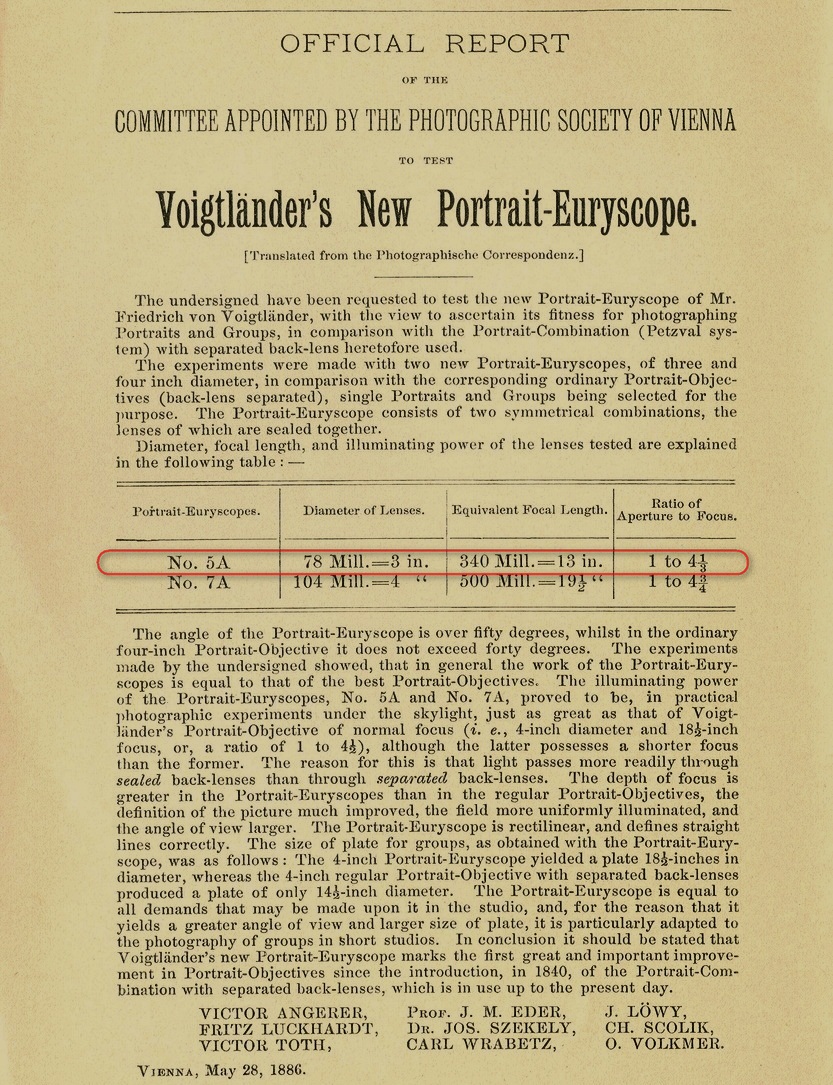 OFFICIAL REPORT
OF THE
COMMITTEE APPOINTED BY THE PHOTOGRAPHIC SOCIETY OF VIENNA
TO TEST
Voigtländer's New Portrait-Euryscope.
[Translated from the Photographische Correspondenz.]
The undersigned have been requested to test the new Portrait-Euryscope of Mr.
Friedrich von Voigtländer, with the view to ascertain its fitness for photographing
Portraits and Groups, in comparison with the Portrait-Combination (Petzval sys-
tem) with separated back-lens heretofore used.
The experiments were made with two new Portrait-Euryscopes, of three and
four inch diameter, in comparison with the corresponding ordinary Portrait-Objec-
tives (back-lens separated), single Portraits and Groups being selected for the
purpose. The Portrait-Euryscope consists of two symmetrical combinations, the
lenses of which are sealed together.
Diameter, focal length, and illuminating power of the lenses tested are explained
in the following table : —
Portrait-Euryscopes. Diameter of Lenses. Equivalent Focal Length. Ratio of Aperture to Focus.
No. 5A 78 Mill.=3 in. 340 Mill.=13 in. 1 to 4⅓
No. 7A 104 Mill.=4 “ 500 Mill.=19½ “ 1 to 4¾
The angle of the Portrait-Euryscope is over fifty degrees, whilst in the ordinary
four-inch Portrait-Objective it does not exceed forty degrees. The experiments
made by the undersigned showed, that in general the work of the Portrait-Eury-
scopes is equal to that of the best Portrait-Objectives. The illuminating power
of the Portrait-Euryscopes, No. 5A and No. 7A, proved to be, in practical
photographic experiments under the skylight, just as great as that of Voigt-
länder's Portrait-Objective of normal focus (i. e., 4-inch diameter and 18½-inch
focus, or, a ratio of 1 to 4½), although the latter possesses a shorter focus
than the former. The reason for this is that light passes more readily through
sealed back-lenses than through separated back-lenses. The depth of focus is
greater in the Portrait-Euryscopes than in the regular Portrait-Objectives, the
definition of the picture much improved, the field more uniformly illuminated, and
the angle of view larger. The Portrait-Euryscope is rectilinear, and defines straight
lines correctly. The size of plate for groups, as obtained with the Portrait-Eury-
scope, was as follows : The 4-inch Portrait-Euryscope yielded a plate 18½-inches in
diameter, whereas the 4-inch regular Portrait-Objective with separated back-lenses
produced a plate of only 14½-inch diameter. The Portrait-Euryscope is equal to
all demands that may be made upon it in the studio, and, for the reason that it
yields a greater angle of view and larger size of plate, it is particularly adapted to
the photography of groups in short studios. In conclusion it should be stated that
Voigtländer's new Portrait-Euryscope marks the first great and important improve-
ment in Portrait-Objectives since the introduction, in 1840, of the Portrait-Com-
bination with separated back-lenses, which is in use up to the present day.
VICTOR ANGERER, PROF. J. M. EDER, J. LÖWY,
FRITZ LUCKHARDT, DR. JOS. SZEKELY, CH. SCOLIK,
VICTOR TOTH, CARL WRABETZ, O. VOLKMER.
VIENNA, May 28, 1886.